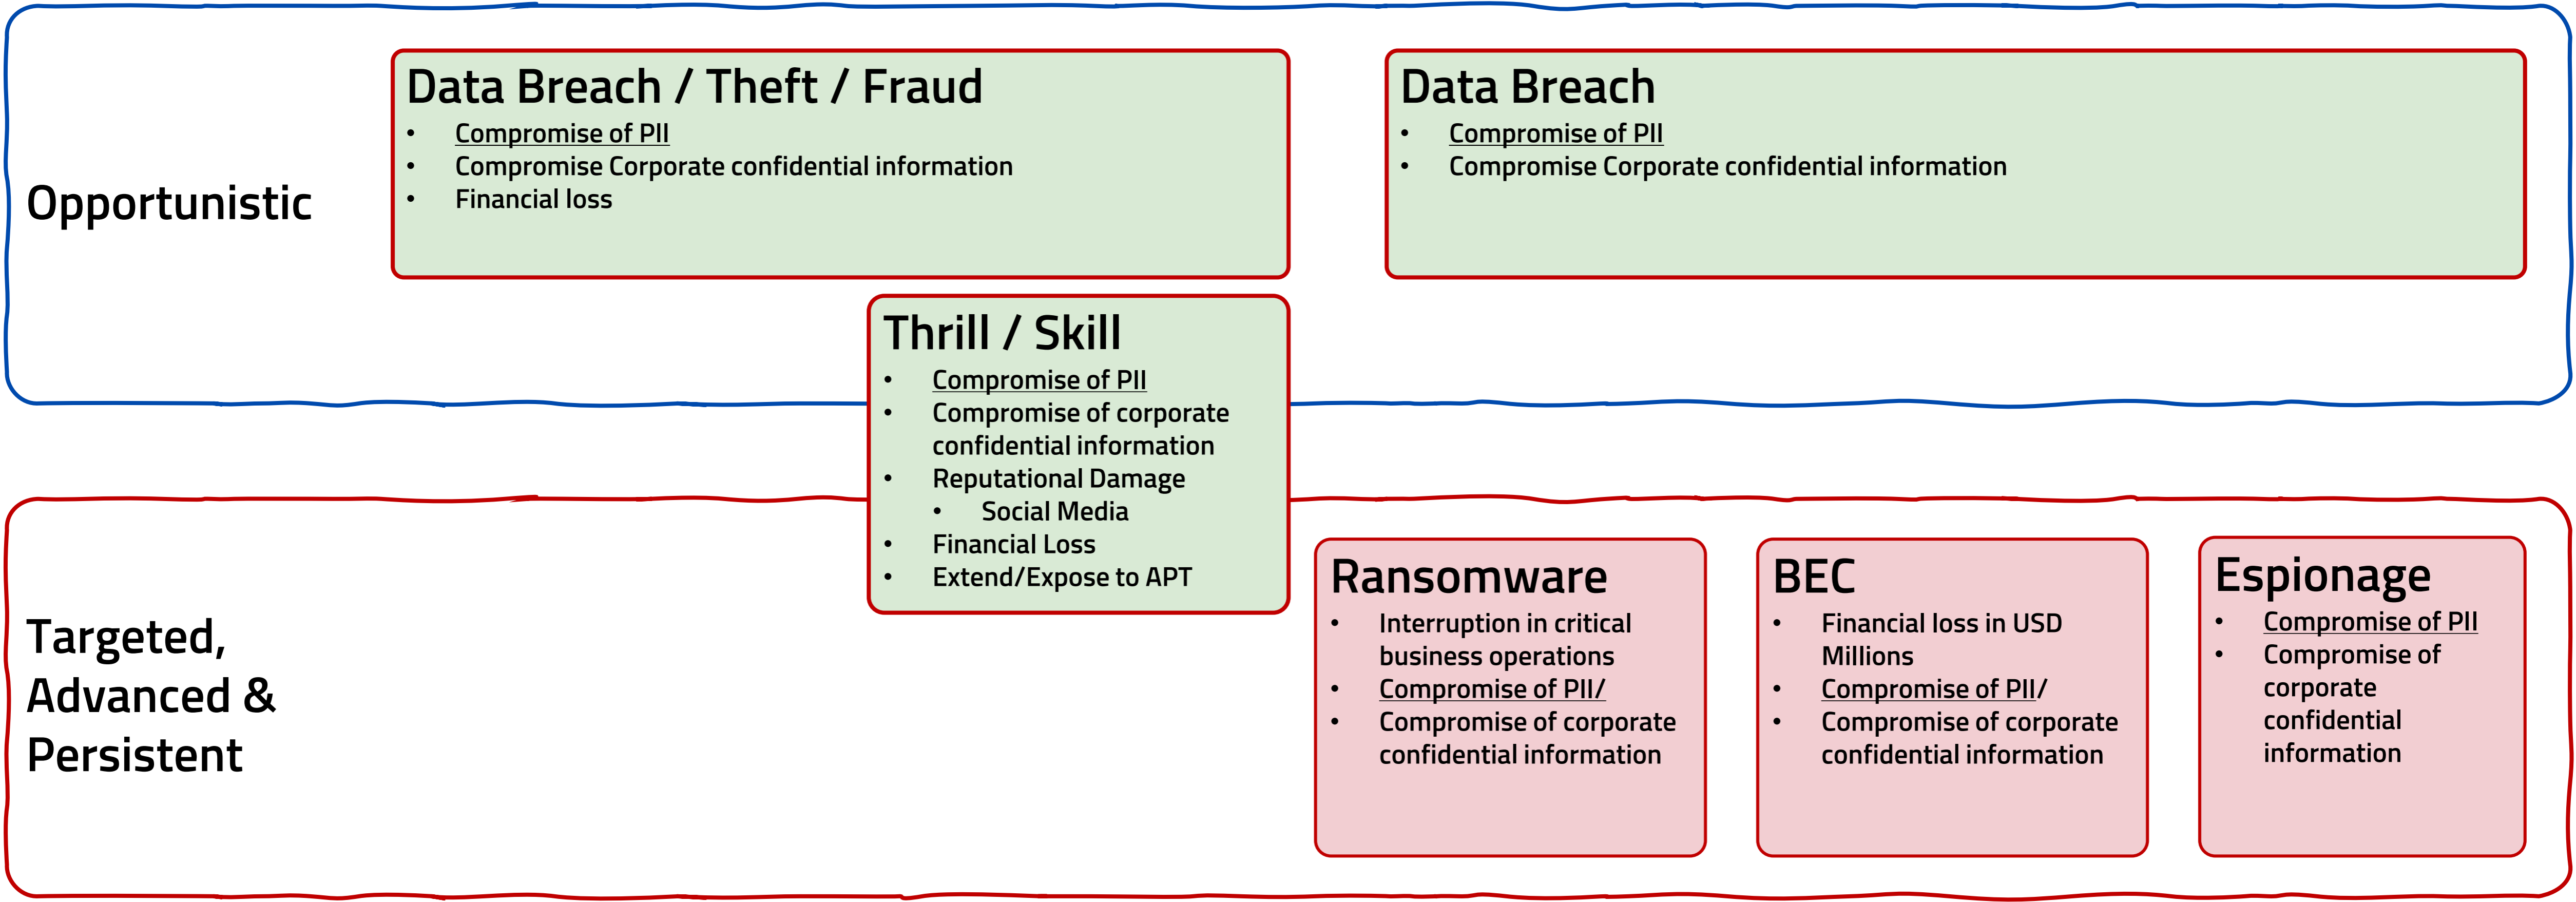 Opportunistic
Data Breach / Theft / Fraud
• Compromise of PII
• Compromise Corporate confidential information
• Financial loss
Data Breach
• Compromise of PII
• Compromise Corporate confidential information
Thrill / Skill
• Compromise of PII
• Compromise of corporate
confidential information
• Reputational Damage
• Social Media
• Financial Loss
• Extend/Expose to APT
Targeted,
Advanced &
Persistent
Ransomware
• Interruption in critical
business operations
• Compromise of PII/
• Compromise of corporate
confidential information
BEC
• Financial loss in USD
Millions
• Compromise of PII/
• Compromise of corporate
confidential information
Espionage
• Compromise of PII
• Compromise of
corporate
confidential
information